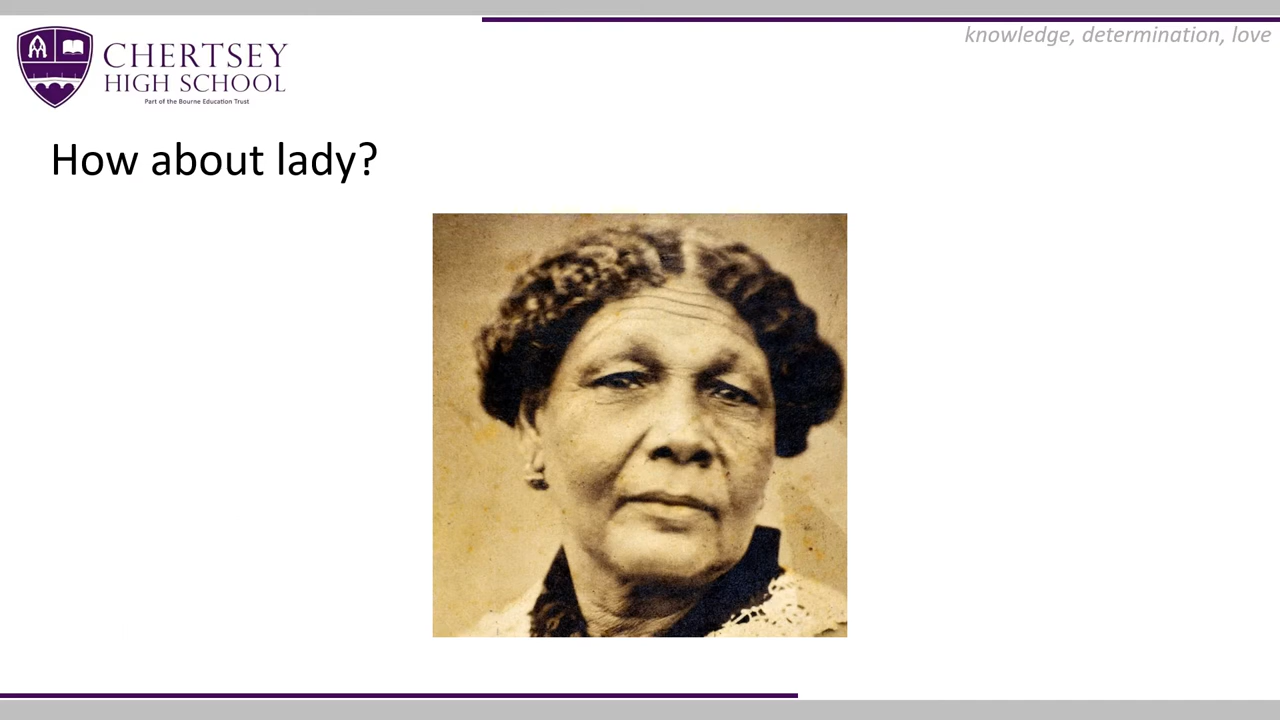 knowledge, determination, love
CHERTSEY
HIGH SCHOOL
Part of the Bourne Education Trust
How about lady?